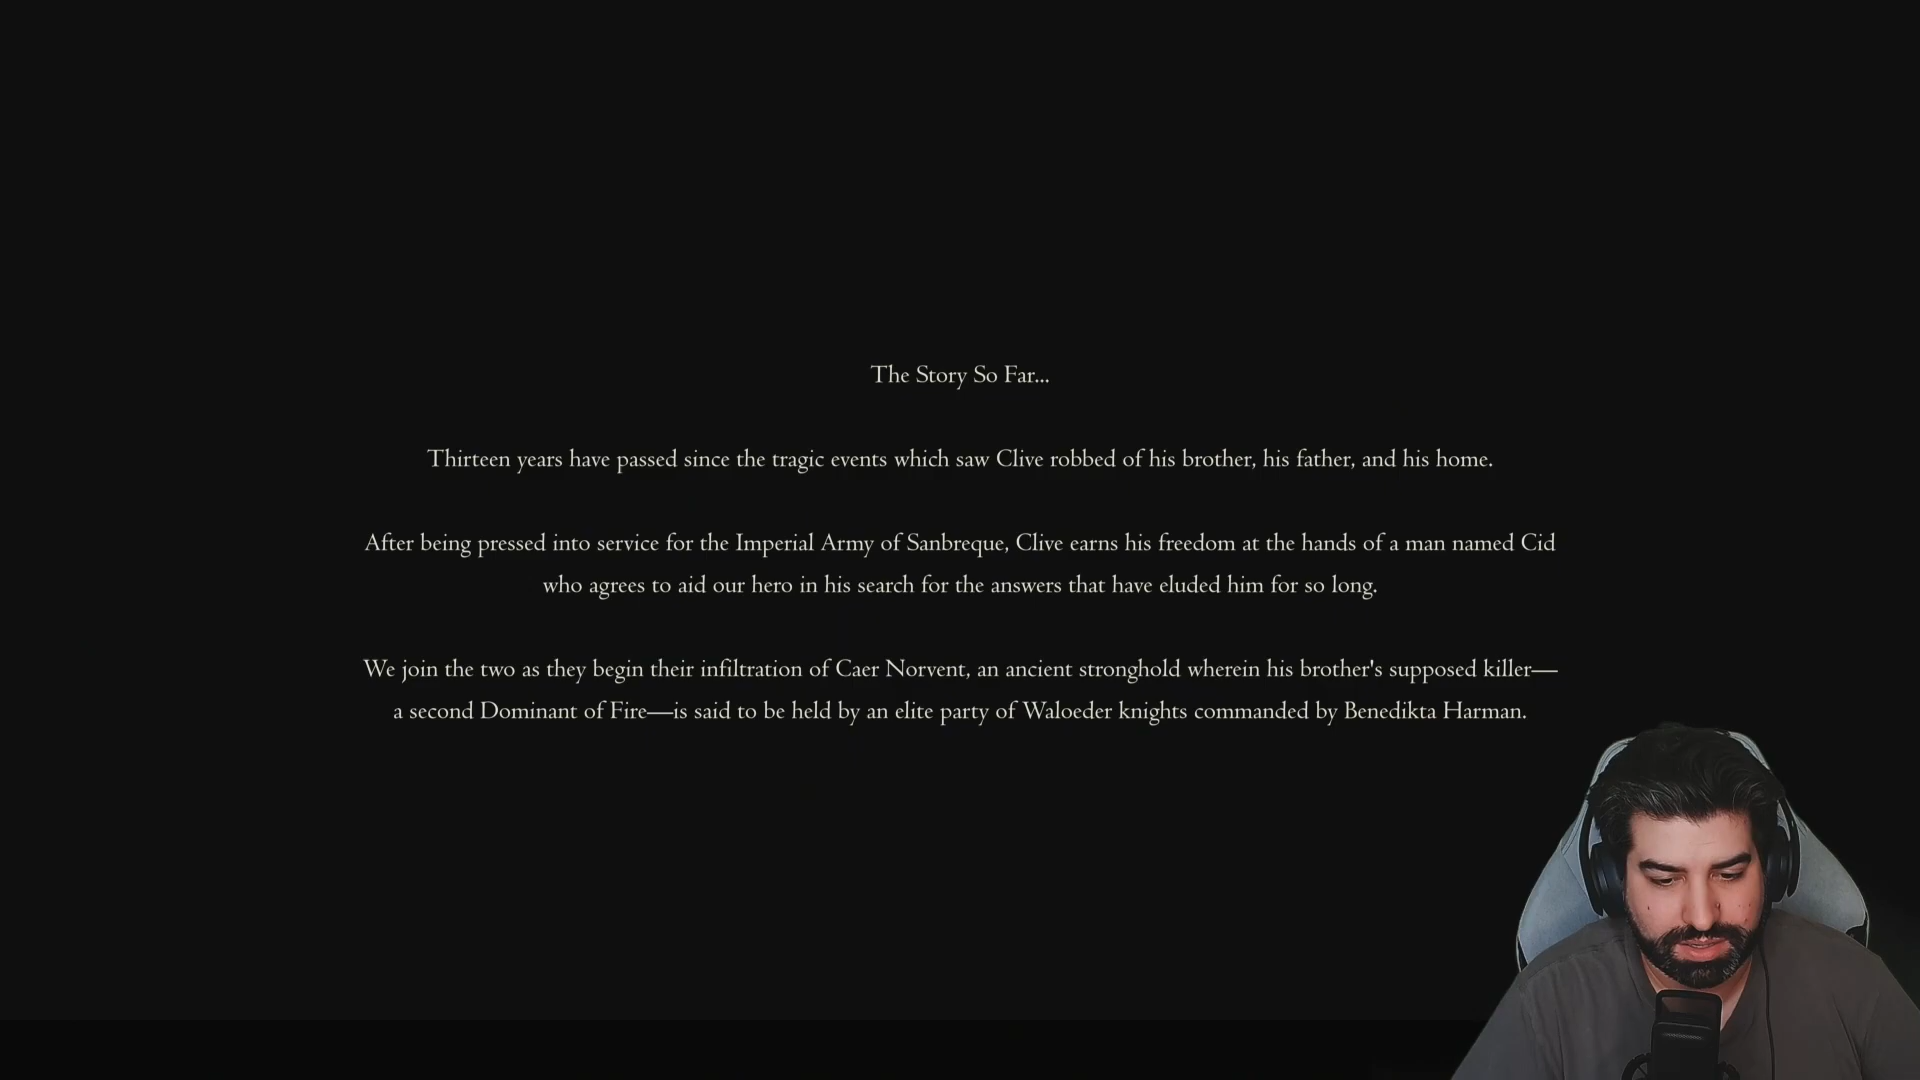 The Story So Far...
Thirteen years have passed since the tragic events which saw Clive robbed of his brother, his father, and his home.
After being pressed into service for the Imperial Army of Sanbreque, Clive earns his freedom at the hands of a man named Cid
who agrees to aid our hero in his search for the answers that have eluded him for so long.
We join the two as they begin their infiltration of Caer Norvent, an ancient stronghold wherein his brother's supposed killer—
a second Dominant of Fire—is said to be held by an elite party of Waloeder knights commanded by Benedikta Harman.